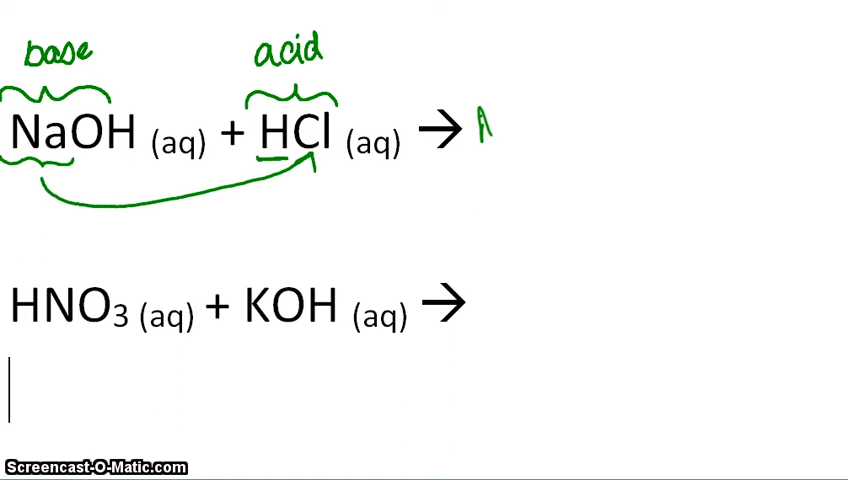 base acid
NaOH (aq) + HCl (aq) →
HNO₃ (aq) + KOH (aq) →
Screencast-O-Matic.com